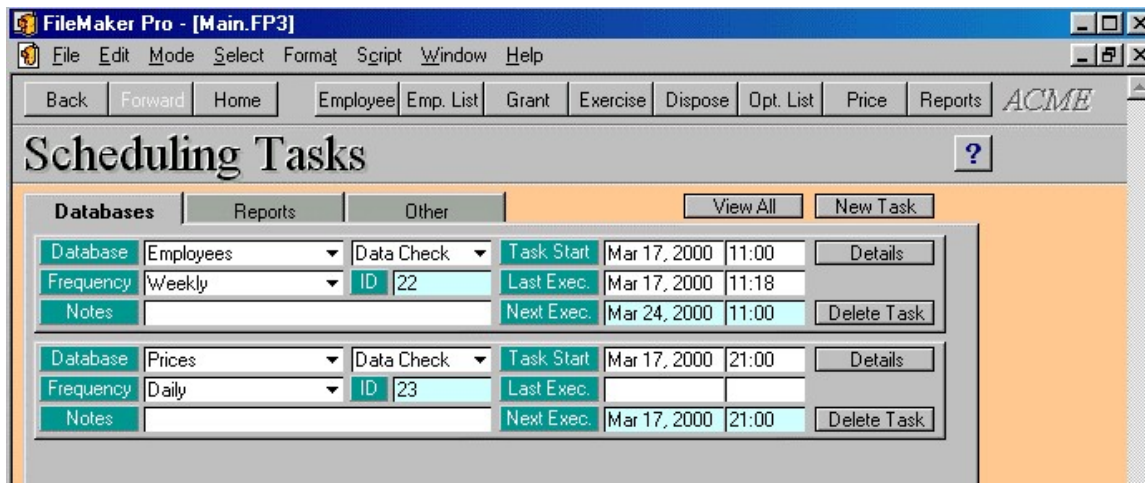 FileMaker Pro - [Main.FP3]
File Edit Mode Select Format Script Window Help
Back Forward Home Employee Emp. List Grant Exercise Dispose Opt. List Price Reports ACME
Scheduling Tasks ?
Databases Reports Other View All New Task
Database Employees Data Check Task Start Mar 17, 2000 11:00 Details
Frequency Weekly ID 22 Last Exec. Mar 17, 2000 11:18
Notes Next Exec. Mar 24, 2000 11:00 Delete Task
Database Prices Data Check Task Start Mar 17, 2000 21:00 Details
Frequency Daily ID 23 Last Exec.
Notes Next Exec. Mar 17, 2000 21:00 Delete Task